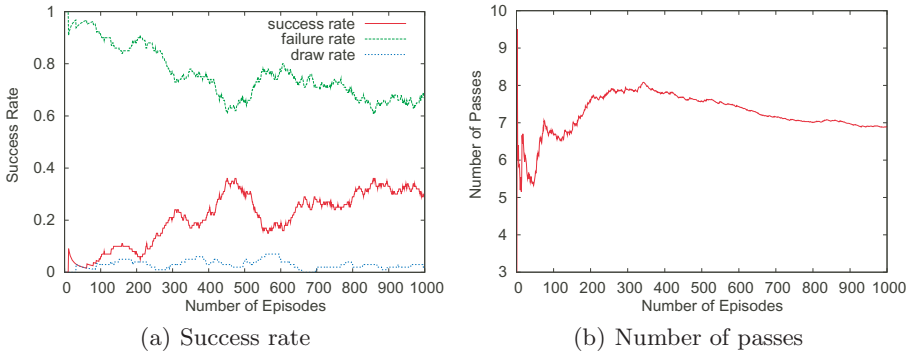 success rate
failure rate
draw rate
Success Rate
1
0.8
0.6
0.4
0.2
0
0 100 200 300 400 500 600 700 800 900 1000
Number of Episodes
(a) Success rate
Number of Passes
10
9
8
7
6
5
4
3
0 100 200 300 400 500 600 700 800 900 1000
Number of Episodes
(b) Number of passes